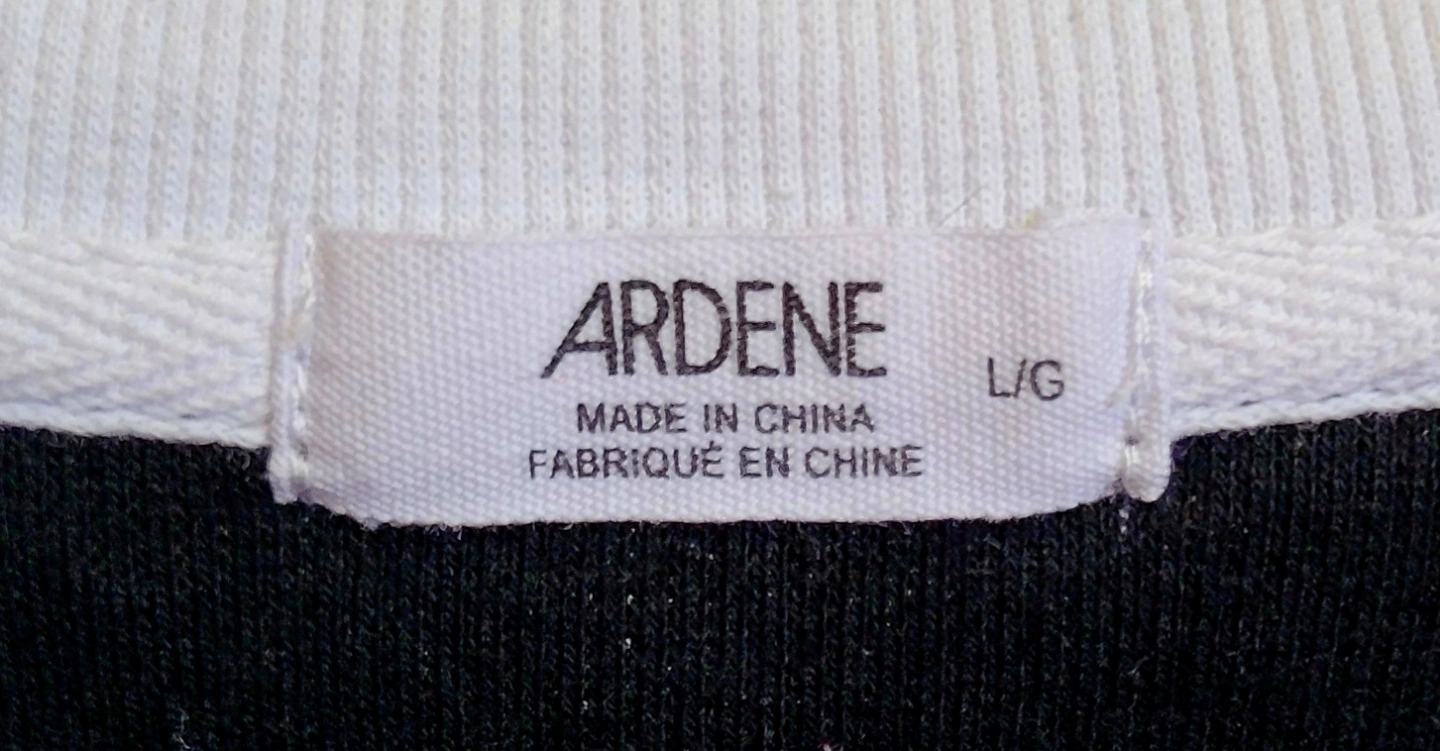 ARDENE
L/G
MADE IN CHINA
FABRIQUÉ EN CHINE